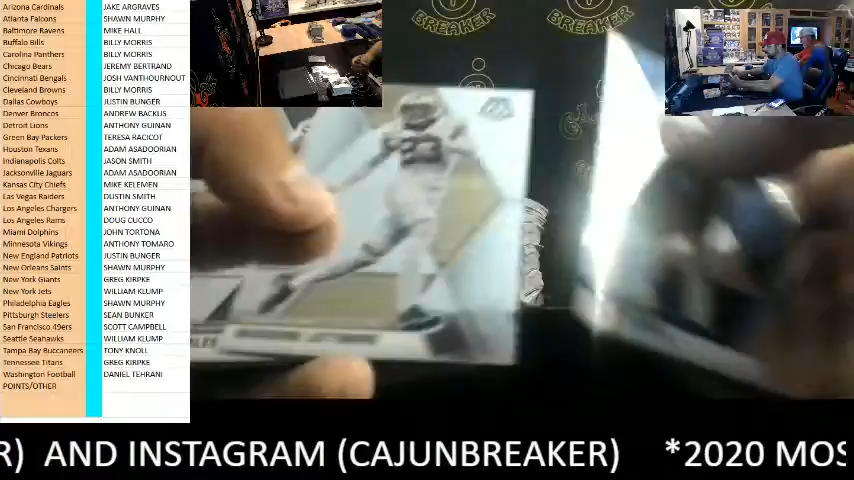 Arizona Cardinals JAKE ARGRAVES
Atlanta Falcons SHAWN MURPHY
Baltimore Ravens MIKE HALL
Buffalo Bills BILLY MORRIS
Carolina Panthers BILLY MORRIS
Chicago Bears JEREMY BERTRAND
Cincinnati Bengals JOSH VANTHOURNOUT
Cleveland Browns BILLY MORRIS
Dallas Cowboys JUSTIN BUNGER
Denver Broncos ANDREW BACKUS
Detroit Lions ANTHONY GUINAN
Green Bay Packers TERESA RACICOT
Houston Texans ADAM ASADOORIAN
Indianapolis Colts JASON SMITH
Jacksonville Jaguars ADAM ASADOORIAN
Kansas City Chiefs MIKE KELEMEN
Las Vegas Raiders DUSTIN SMITH
Los Angeles Chargers ANTHONY GUINAN
Los Angeles Rams DOUG CUCCO
Miami Dolphins JOHN TORTONA
Minnesota Vikings ANTHONY TOMARO
New England Patriots JUSTIN BUNGER
New Orleans Saints SHAWN MURPHY
New York Giants GREG KIRPKE
New York Jets WILLIAM KLUMP
Philadelphia Eagles SHAWN MURPHY
Pittsburgh Steelers SEAN BUNKER
San Francisco 49ers SCOTT CAMPBELL
Seattle Seahawks WILLIAM KLUMP
Tampa Bay Buccaneers TONY KNOLL
Tennessee Titans GREG KIRPKE
Washington Football DANIEL TEHRANI
POINTS/OTHER
BREAKER
BREAKER
23
R) AND INSTAGRAM (CAJUNBREAKER) *2020 MOS